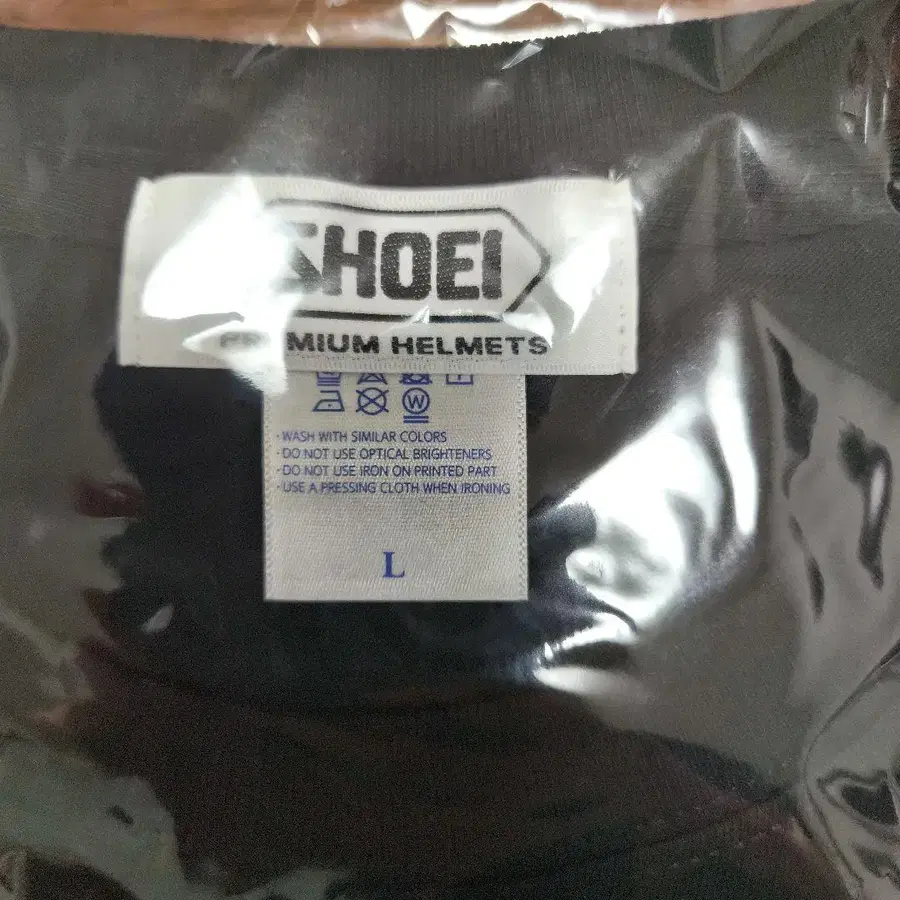 SHOEI
PREMIUM HELMETS
W
· WASH WITH SIMILAR COLORS
· DO NOT USE OPTICAL BRIGHTENERS
· DO NOT USE IRON ON PRINTED PART
· USE A PRESSING CLOTH WHEN IRONING
L